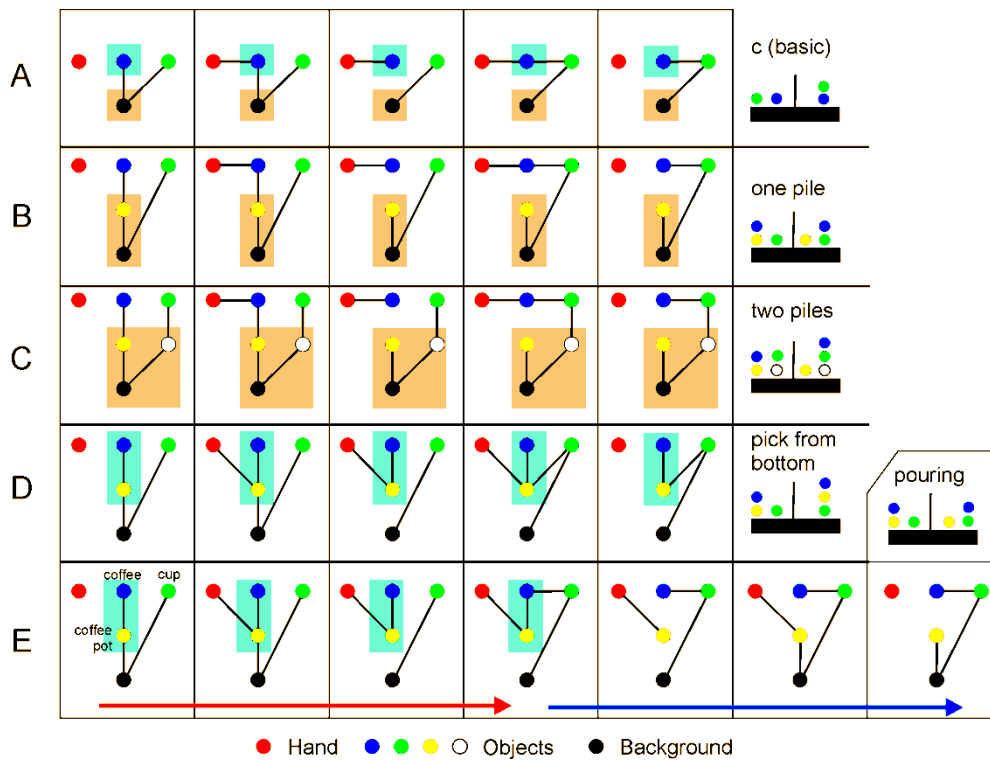 A
c (basic)
B
one pile
C
two piles
D
pick from
bottom
pouring
E
coffee
cup
coffee
pot
Hand
Objects
Background